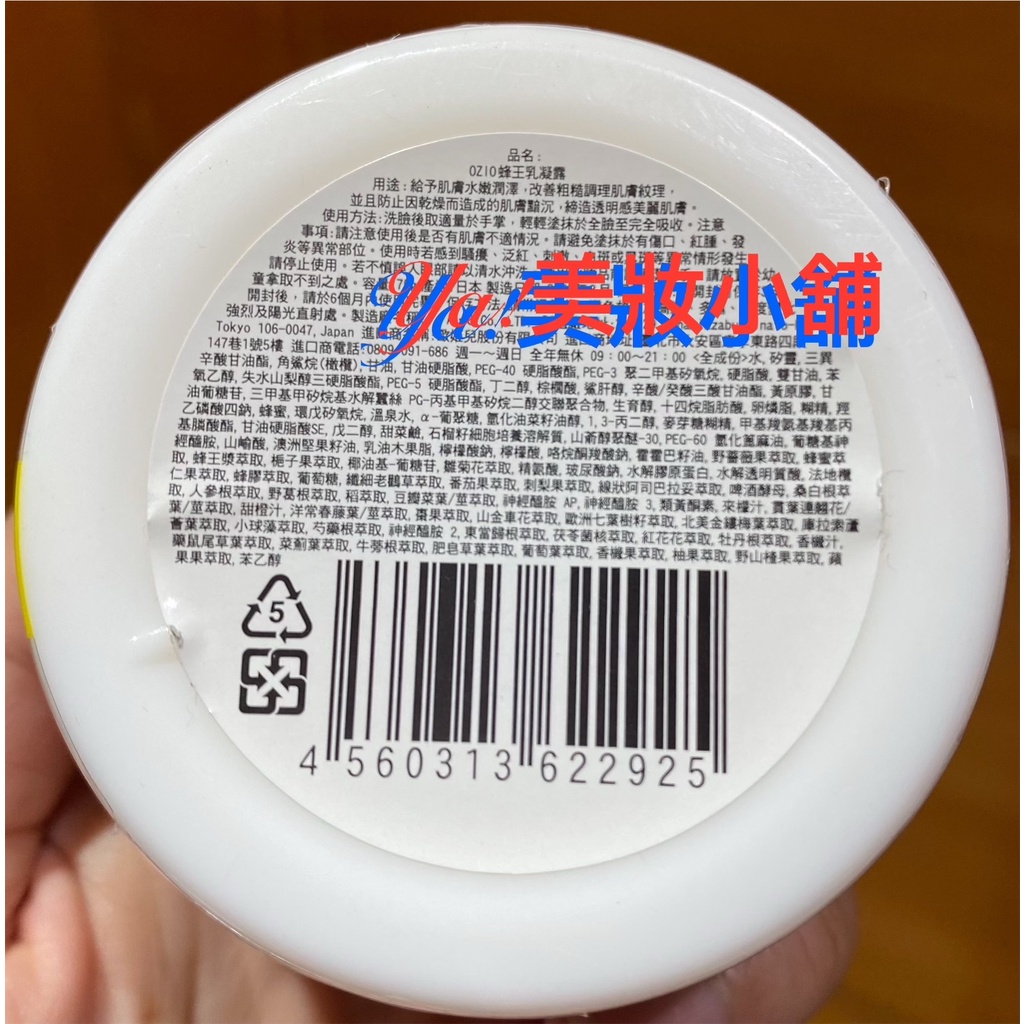 品名：
OZIO蜂王乳凝露
用途：給予肌膚水嫩潤澤，改善粗糙調理肌膚紋理，
並且防止因乾燥而造成的肌膚黯沉，締造透明感美麗肌膚。
使用方法：洗臉後取適量於手掌，輕輕塗抹於全臉至完全吸收。注意
事項：請注意使用後是否有肌膚不適情況。請避免塗抹於有傷口、紅腫、發
炎等異常部位。使用時若感到騷癢、泛紅、刺激、
請停止使用。若不慎誤入眼部請以清水沖洗。
童拿取不到之處。容量
開封後，請於6個月內使用完畢。保存方法
強烈及陽光直射處。製造廠
Ya!美妝小舖
Tokyo 106-0047, Japan 進口商名稱：
147巷1號5樓 進口商電話：0809-091-686 週一～週日 全年無休 09：00～21：00 <全成份>水, 矽靈, 三異
辛酸甘油酯, 角鯊烷(橄欖), 甘油, 甘油硬脂酸, PEG-40 硬脂酸酯, PEG-3 聚二甲基矽氧烷, 硬脂酸, 雙甘油, 苯
氧乙醇, 失水山梨醇三硬脂酸酯, PEG-5 硬脂酸酯, 丁二醇, 棕櫚酸, 鯊肝醇, 辛酸/癸酸三酸甘油酯, 黃原膠, 甘
油葡糖苷, 三甲基甲矽烷基水解蠶絲 PG-丙基甲基矽烷二醇交聯聚合物, 生育醇, 十四烷脂肪酸, 卵燐脂, 糊精, 羥
乙磷酸四鈉, 蜂蜜, 環戊矽氧烷, 溫泉水, α-葡聚糖, 氫化油菜籽油醇, 1,3-丙二醇, 麥芽糖糊精, 甲基羧氨基羧基丙
基膦酸酯, 甘油硬脂酸SE, 戊二醇, 甜菜鹼, 石榴籽細胞培養溶解質, 山嵛醇聚醚-30, PEG-60 氫化蓖麻油, 葡糖基神
經醯胺, 山崳酸, 澳洲堅果籽油, 乳油木果脂, 檸檬酸鈉, 檸檬酸, 咯烷酮羧酸鈉, 霍霍巴籽油, 野薔薇果萃取, 蜂蜜萃
取, 蜂王漿萃取, 梔子果萃取, 椰油基-葡糖苷, 雛菊花萃取, 精氨酸, 玻尿酸鈉, 水解膠原蛋白, 水解透明質酸, 法地欖
仁果萃取, 蜂膠萃取, 葡萄糖, 纖細老鸛草萃取, 番茄果萃取, 刺梨果萃取, 線狀阿司巴拉妥萃取, 啤酒酵母, 桑白根萃
取, 人參根萃取, 野葛根萃取, 稻萃取, 豆瓣菜葉/莖萃取, 神經醯胺 AP, 神經醯胺 3, 類黃酮素, 來檬汁, 貫葉連翹花/
葉/莖萃取, 甜橙汁, 洋常春藤葉/莖萃取, 棗果萃取, 山金車花萃取, 歐洲七葉樹籽萃取, 北美金縷梅葉萃取, 庫拉索蘆
薈葉萃取, 小球藻萃取, 芍藥根萃取, 神經醯胺 2, 東當歸根萃取, 茯苓菌核萃取, 紅花花萃取, 牡丹根萃取, 香櫞汁,
藥鼠尾草葉萃取, 菜薊葉萃取, 牛蒡根萃取, 肥皂草葉萃取, 葡萄葉萃取, 香櫞果萃取, 柚果萃取, 野山楂果萃取, 蘋
果果萃取, 苯乙醇
5
4 560313 622925